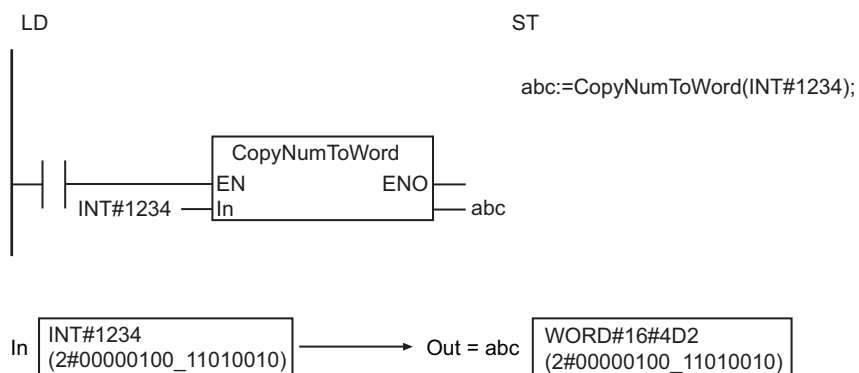 LD
ST
abc:=CopyNumToWord(INT#1234);
CopyNumToWord
EN ENO
INT#1234 In abc
In INT#1234 (2#00000100_11010010) Out = abc WORD#16#4D2 (2#00000100_11010010)